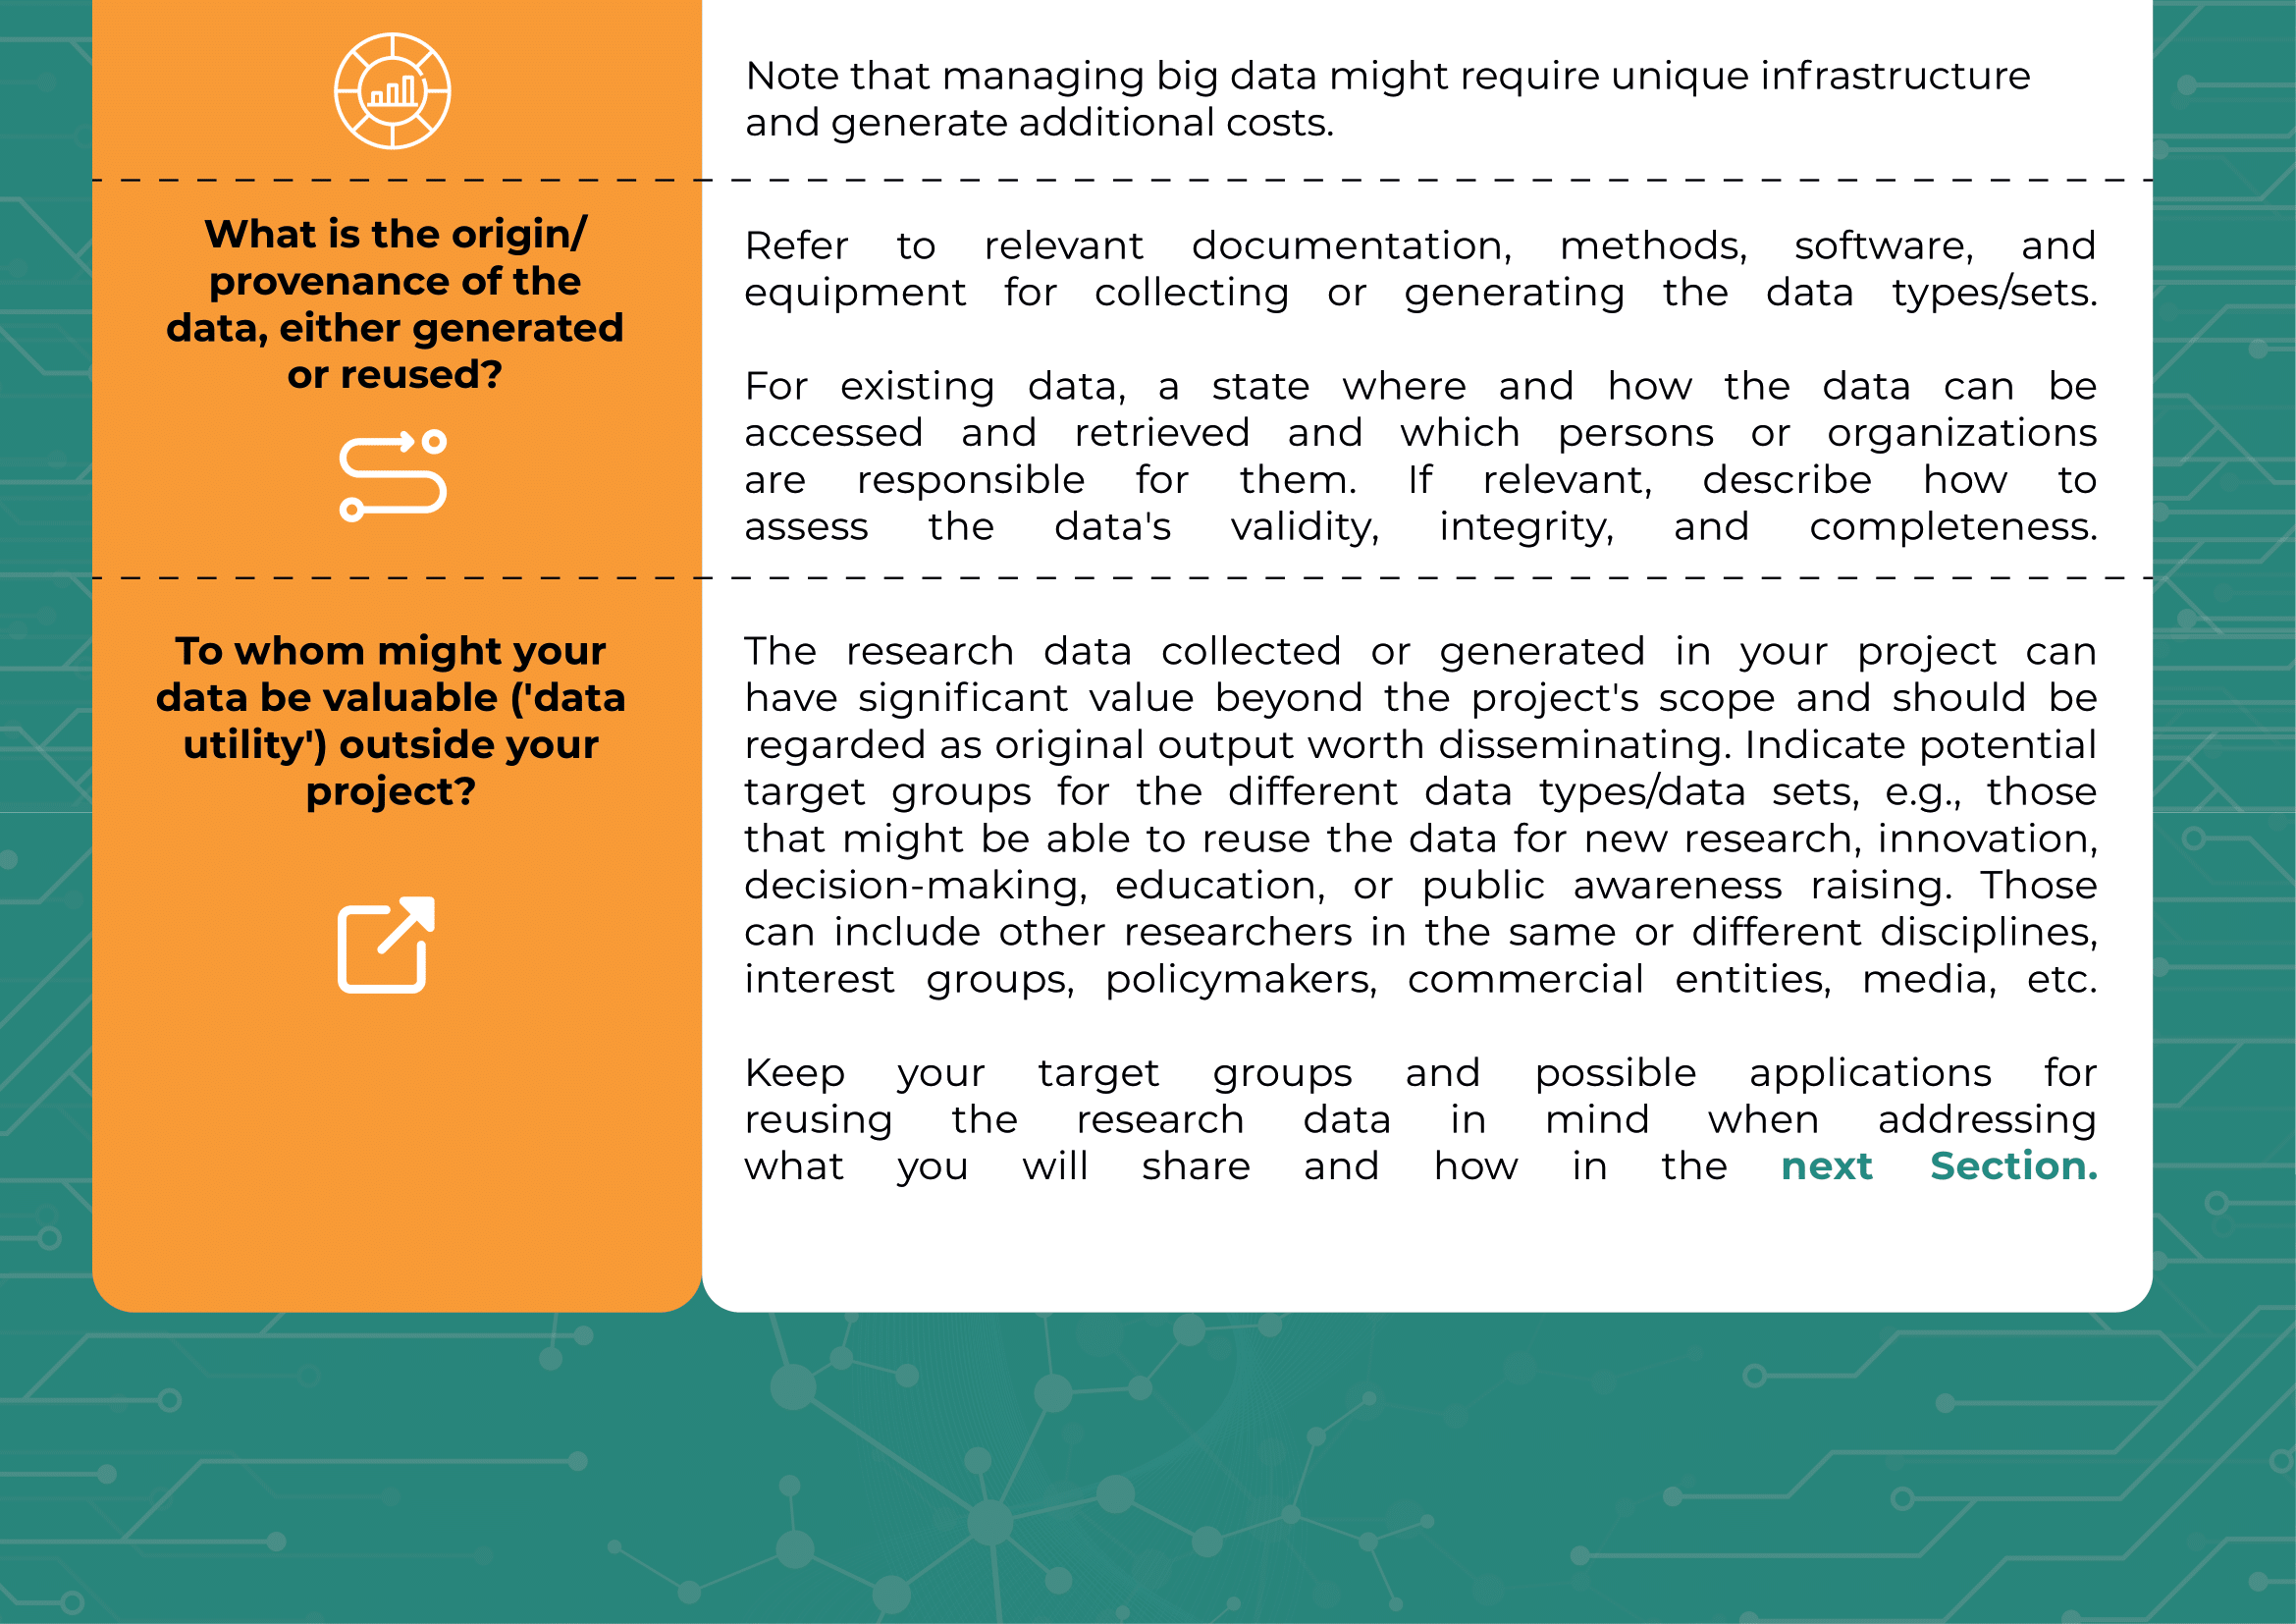 Note that managing big data might require unique infrastructure
and generate additional costs.
What is the origin/
provenance of the
data, either generated
or reused?
Refer to relevant documentation, methods, software, and
equipment for collecting or generating the data types/sets.
For existing data, a state where and how the data can be
accessed and retrieved and which persons or organizations
are responsible for them. If relevant, describe how to
assess the data's validity, integrity, and completeness.
To whom might your
data be valuable ('data
utility') outside your
project?
The research data collected or generated in your project can
have significant value beyond the project's scope and should be
regarded as original output worth disseminating. Indicate potential
target groups for the different data types/data sets, e.g., those
that might be able to reuse the data for new research, innovation,
decision-making, education, or public awareness raising. Those
can include other researchers in the same or different disciplines,
interest groups, policymakers, commercial entities, media, etc.
Keep your target groups and possible applications for
reusing the research data in mind when addressing
what you will share and how in the next Section.